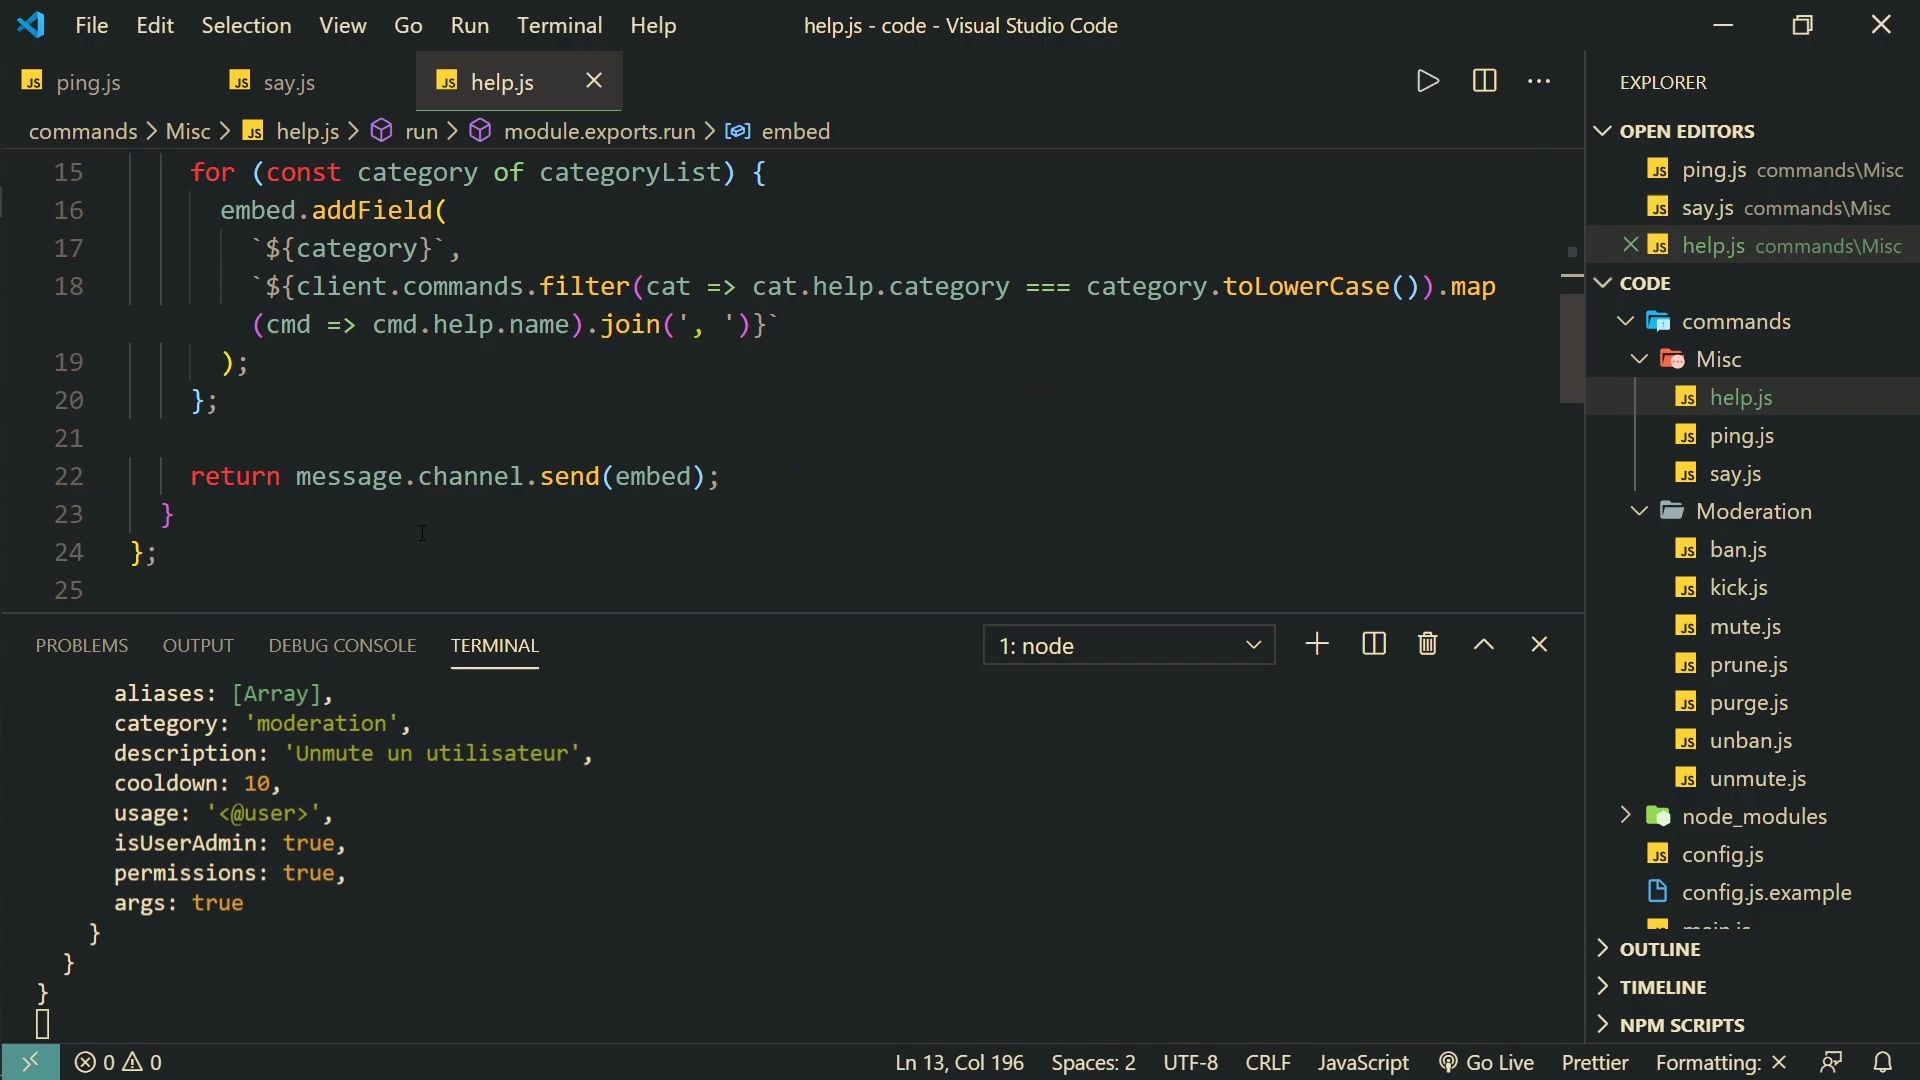 File Edit Selection View Go Run Terminal Help help.js - code - Visual Studio Code
ping.js say.js help.js
commands > Misc > help.js > run > module.exports.run > embed
15 for (const category of categoryList) {
16 embed.addField(
17 `${category}`,
18 `${client.commands.filter(cat => cat.help.category === category.toLowerCase()).map
(cmd => cmd.help.name).join(', ')}`
19 );
20 };
21
22 return message.channel.send(embed);
23 }
24 };
25
PROBLEMS OUTPUT DEBUG CONSOLE TERMINAL 1: node
aliases: [Array],
category: 'moderation',
description: 'Unmute un utilisateur',
cooldown: 10,
usage: '<@user>',
isUserAdmin: true,
permissions: true,
args: true
}
}
}
EXPLORER
OPEN EDITORS
ping.js commands\Misc
say.js commands\Misc
help.js commands\Misc
CODE
commands
Misc
help.js
ping.js
say.js
Moderation
ban.js
kick.js
mute.js
prune.js
purge.js
unban.js
unmute.js
node_modules
config.js
config.js.example
OUTLINE
TIMELINE
NPM SCRIPTS
0 0 Ln 13, Col 196 Spaces: 2 UTF-8 CRLF JavaScript Go Live Prettier Formatting: ×